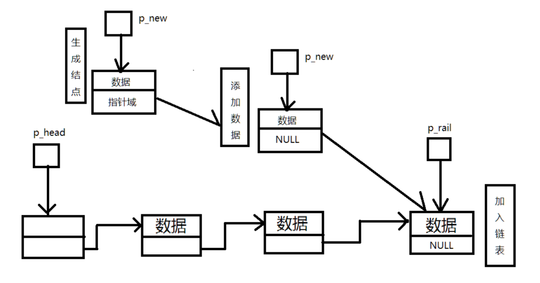 p_new
生成结点
数据
指针域
添加数据
p_new
数据
NULL
p_head
p_rail
数据
数据
数据
NULL
加入链表